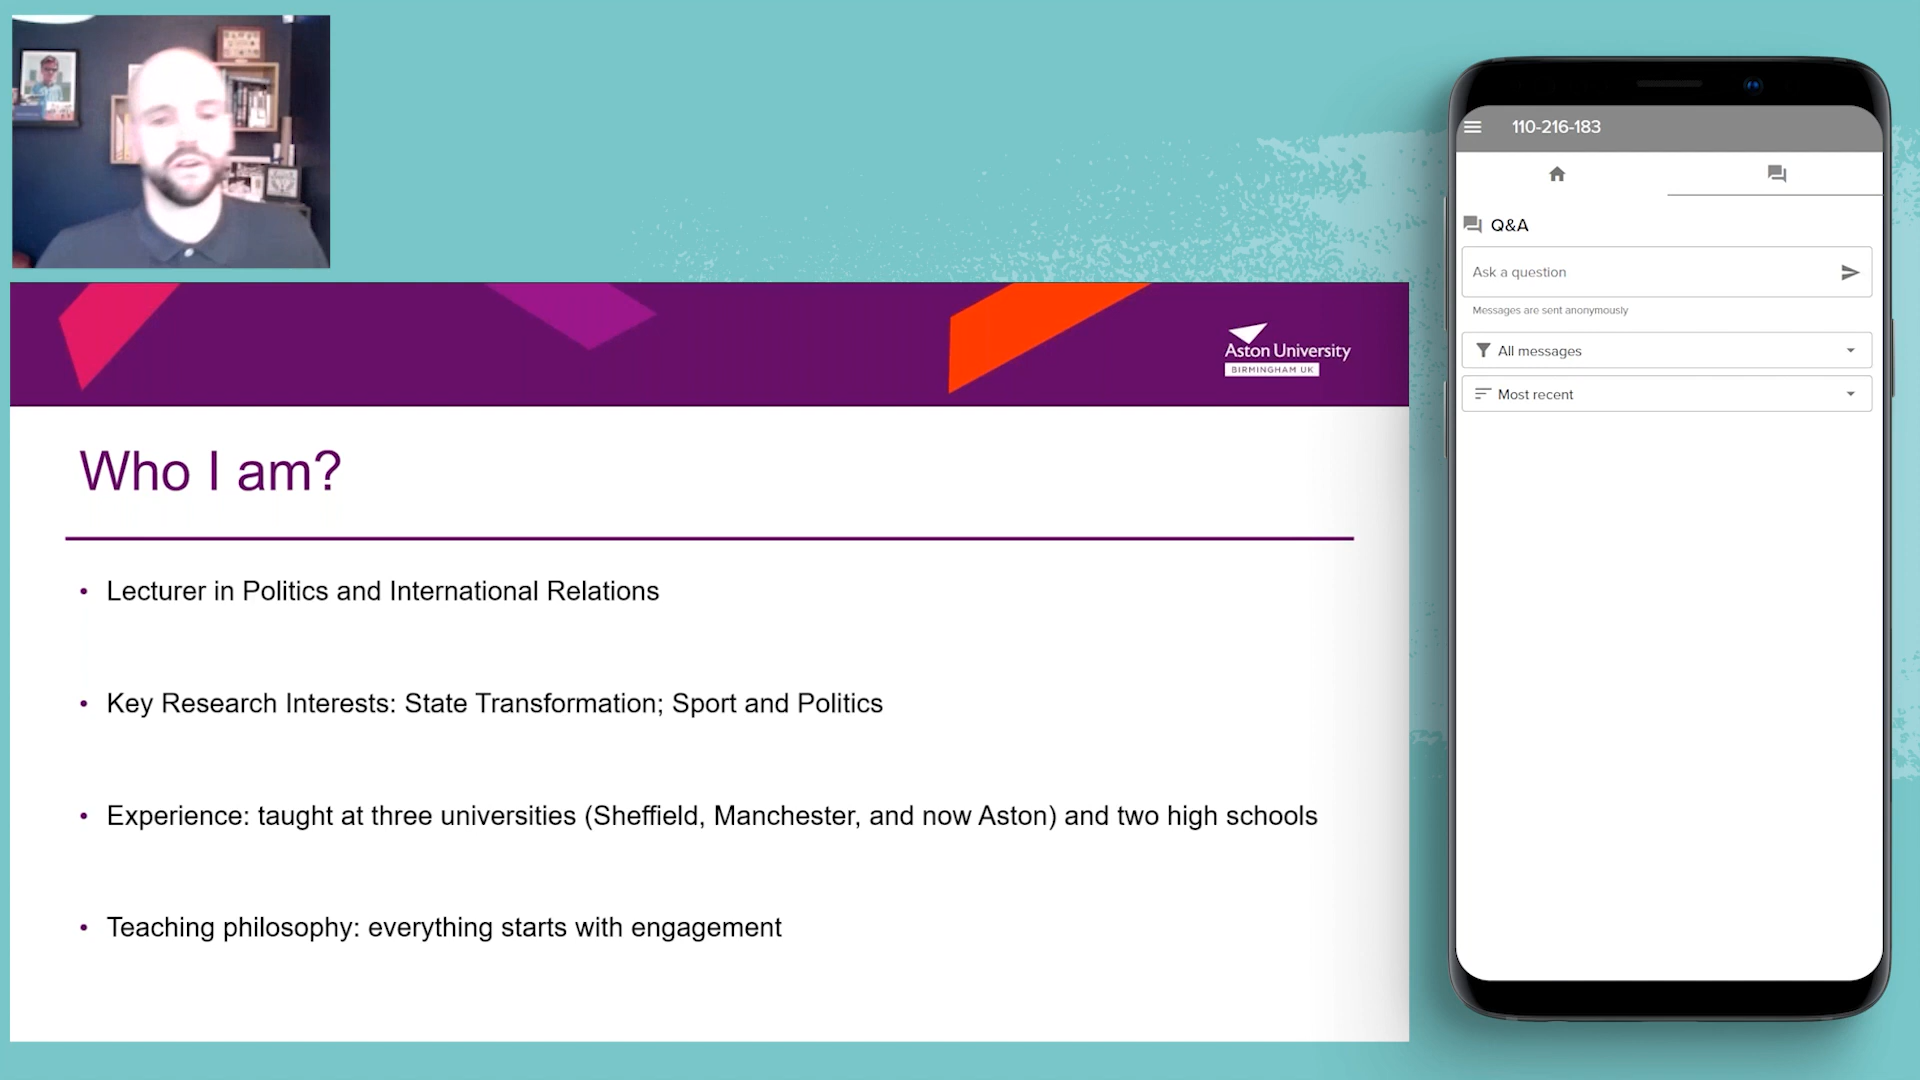 Aston University
BIRMINGHAM UK
Who I am?
• Lecturer in Politics and International Relations
• Key Research Interests: State Transformation; Sport and Politics
• Experience: taught at three universities (Sheffield, Manchester, and now Aston) and two high schools
• Teaching philosophy: everything starts with engagement
110-216-183
Q&A
Ask a question
Messages are sent anonymously
All messages
Most recent